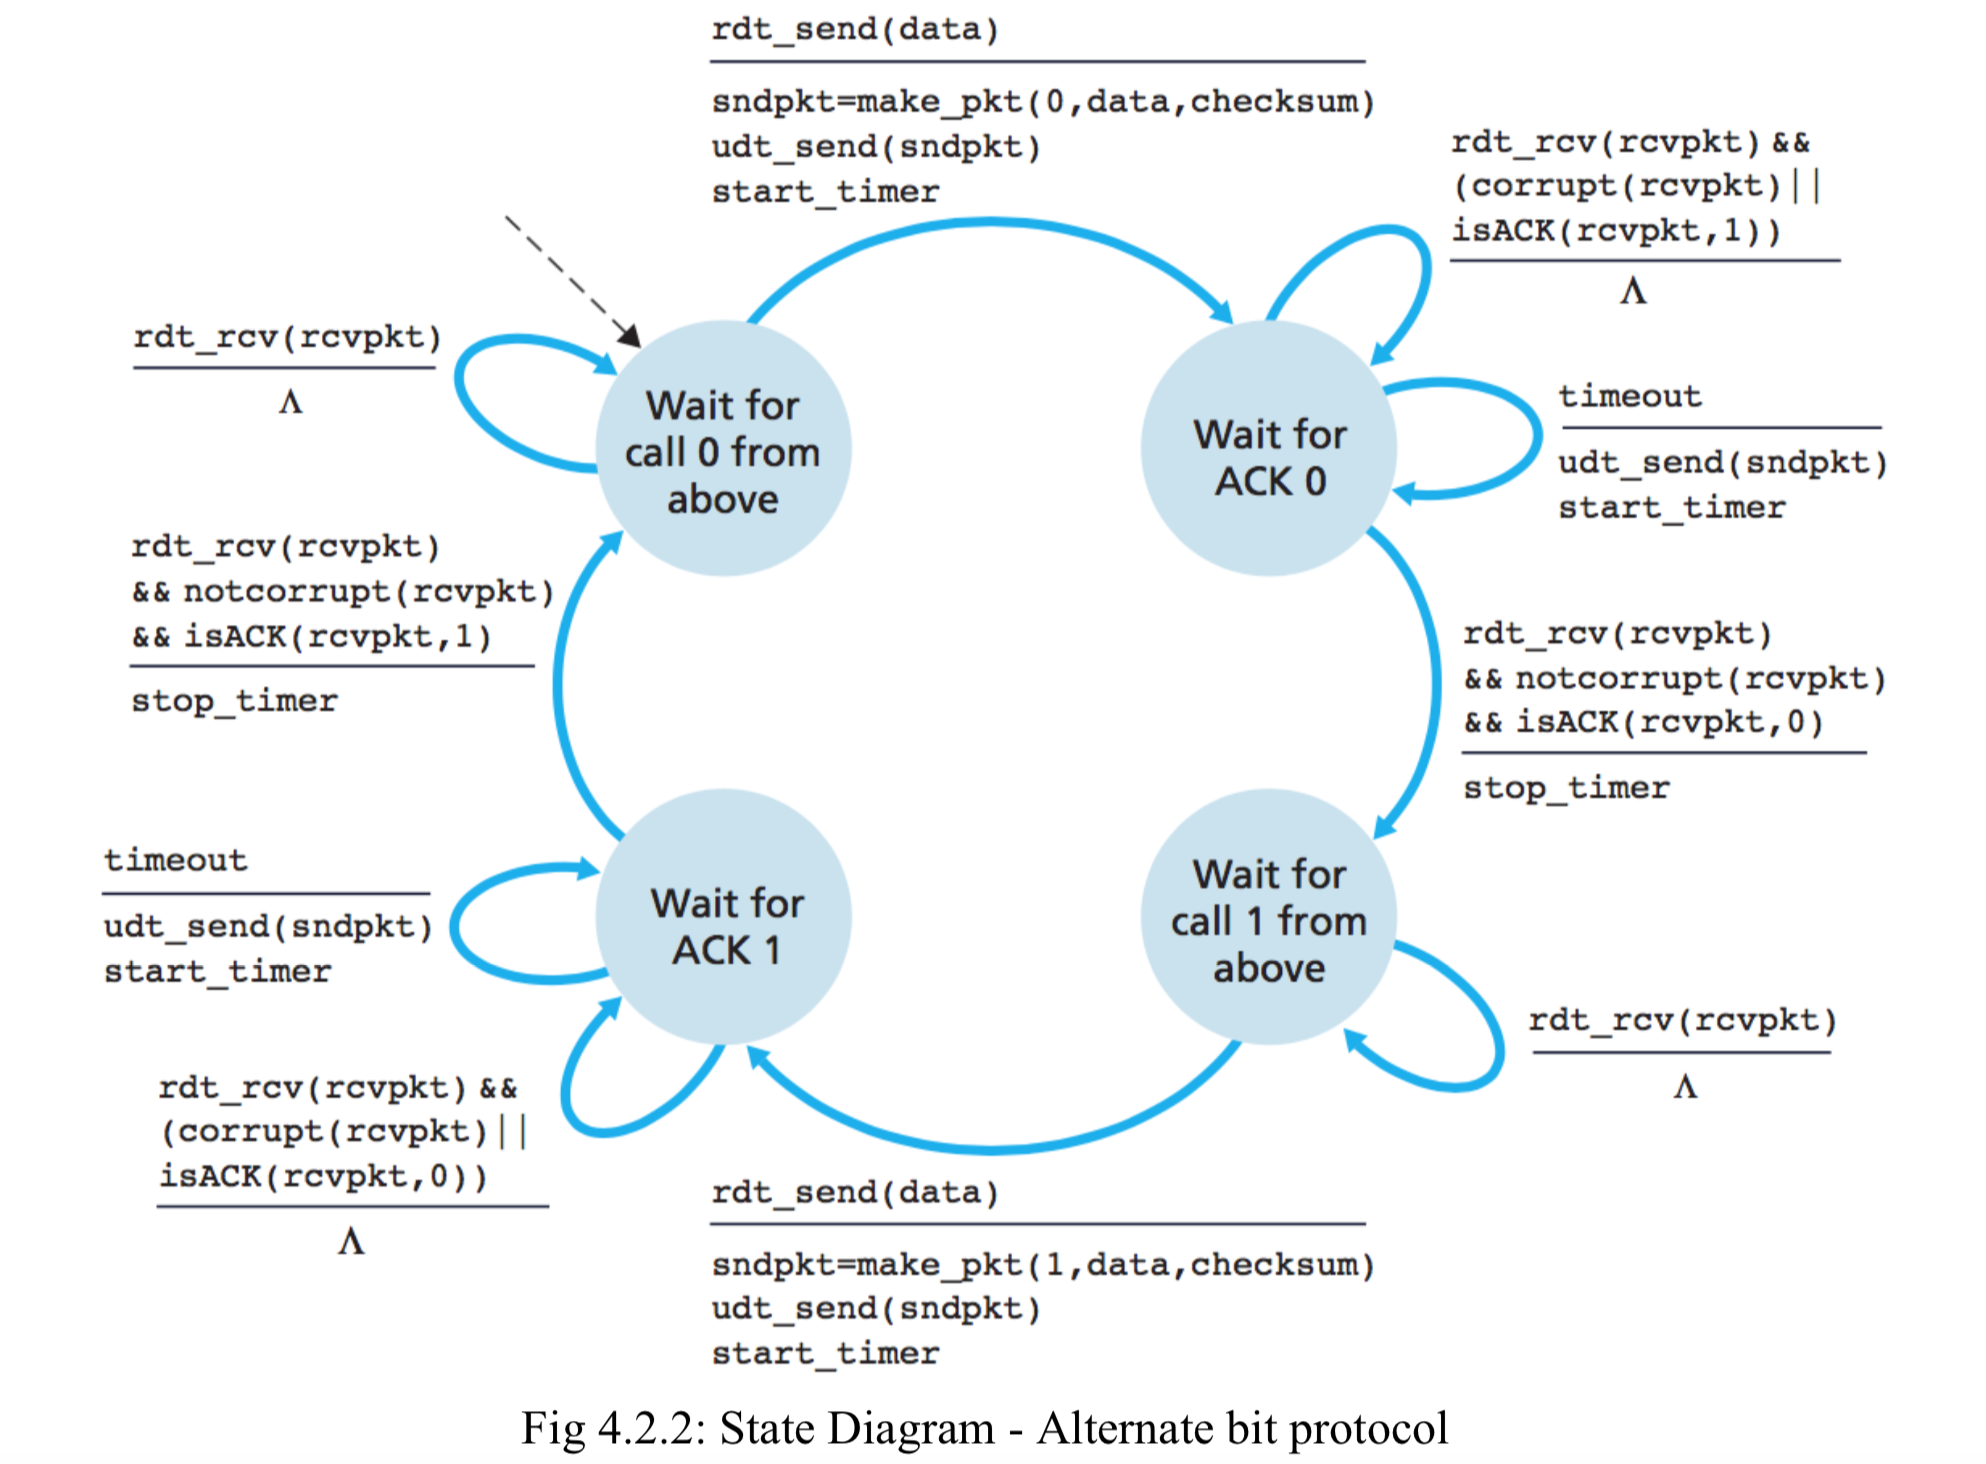 rdt_send(data)
sndpkt=make_pkt(0,data,checksum)
udt_send(sndpkt)
start_timer
rdt_rcv(rcvpkt) &&
(corrupt(rcvpkt)||
isACK(rcvpkt,1))
Λ
rdt_rcv(rcvpkt)
Λ
Wait for
call 0 from
above
Wait for
ACK 0
timeout
udt_send(sndpkt)
start_timer
rdt_rcv(rcvpkt)
&& notcorrupt(rcvpkt)
&& isACK(rcvpkt,1)
stop_timer
rdt_rcv(rcvpkt)
&& notcorrupt(rcvpkt)
&& isACK(rcvpkt,0)
stop_timer
timeout
udt_send(sndpkt)
start_timer
Wait for
ACK 1
Wait for
call 1 from
above
rdt_rcv(rcvpkt)
Λ
rdt_rcv(rcvpkt) &&
(corrupt(rcvpkt)||
isACK(rcvpkt,0))
Λ
rdt_send(data)
sndpkt=make_pkt(1,data,checksum)
udt_send(sndpkt)
start_timer
Fig 4.2.2: State Diagram - Alternate bit protocol